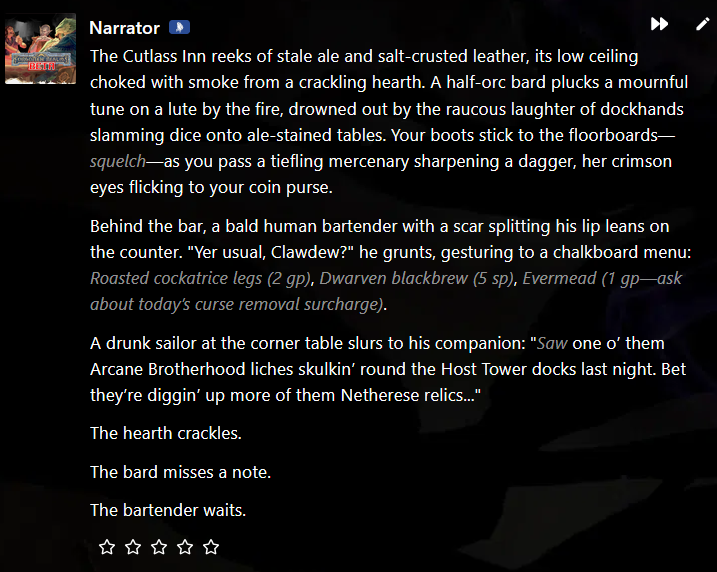 Narrator
The Cutlass Inn reeks of stale ale and salt-crusted leather, its low ceiling
choked with smoke from a crackling hearth. A half-orc bard plucks a mournful
tune on a lute by the fire, drowned out by the raucous laughter of dockhands
slamming dice onto ale-stained tables. Your boots stick to the floorboards—
squelch—as you pass a tiefling mercenary sharpening a dagger, her crimson
eyes flicking to your coin purse.
Behind the bar, a bald human bartender with a scar splitting his lip leans on
the counter. "Yer usual, Clawdew?" he grunts, gesturing to a chalkboard menu:
Roasted cockatrice legs (2 gp), Dwarven blackbrew (5 sp), Evermead (1 gp—ask
about today’s curse removal surcharge).
A drunk sailor at the corner table slurs to his companion: "Saw one o’ them
Arcane Brotherhood liches skulkin’ round the Host Tower docks last night. Bet
they’re diggin’ up more of them Netherese relics..."
The hearth crackles.
The bard misses a note.
The bartender waits.